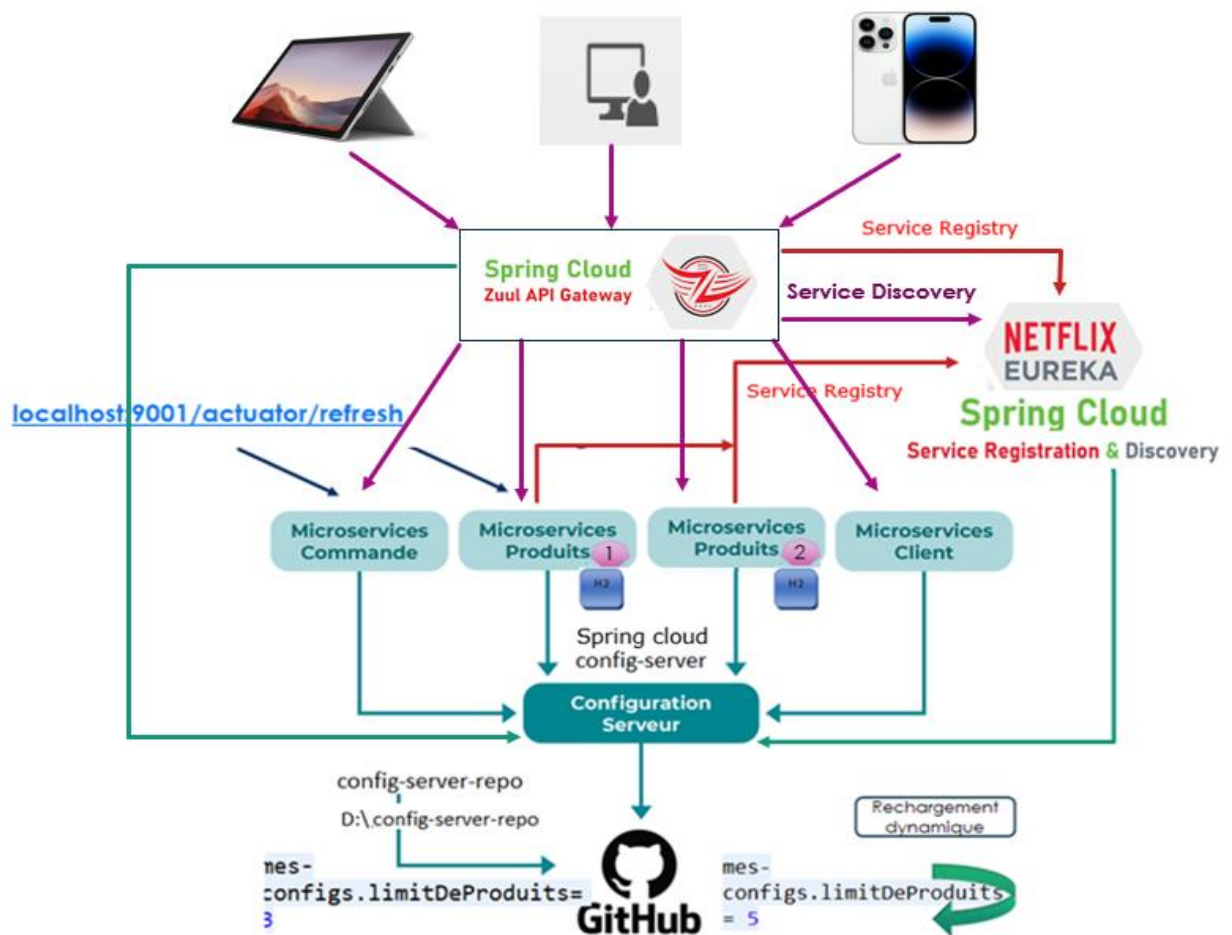 Service Registry
Spring Cloud
Zuul API Gateway
Service Discovery
NETFLIX
EUREKA
Service Registry
Spring Cloud
Service Registration & Discovery
localhost:9001/actuator/refresh
Microservices
Commande
Microservices
Produits
1
H2
Microservices
Produits
2
H2
Microservices
Client
Spring cloud
config-server
Configuration
Serveur
config-server-repo
D:\config-server-repo
Rechargement
dynamique
mes-
configs.limitDeProduits=
3
GitHub
mes-
configs.limitDeProduits
= 5